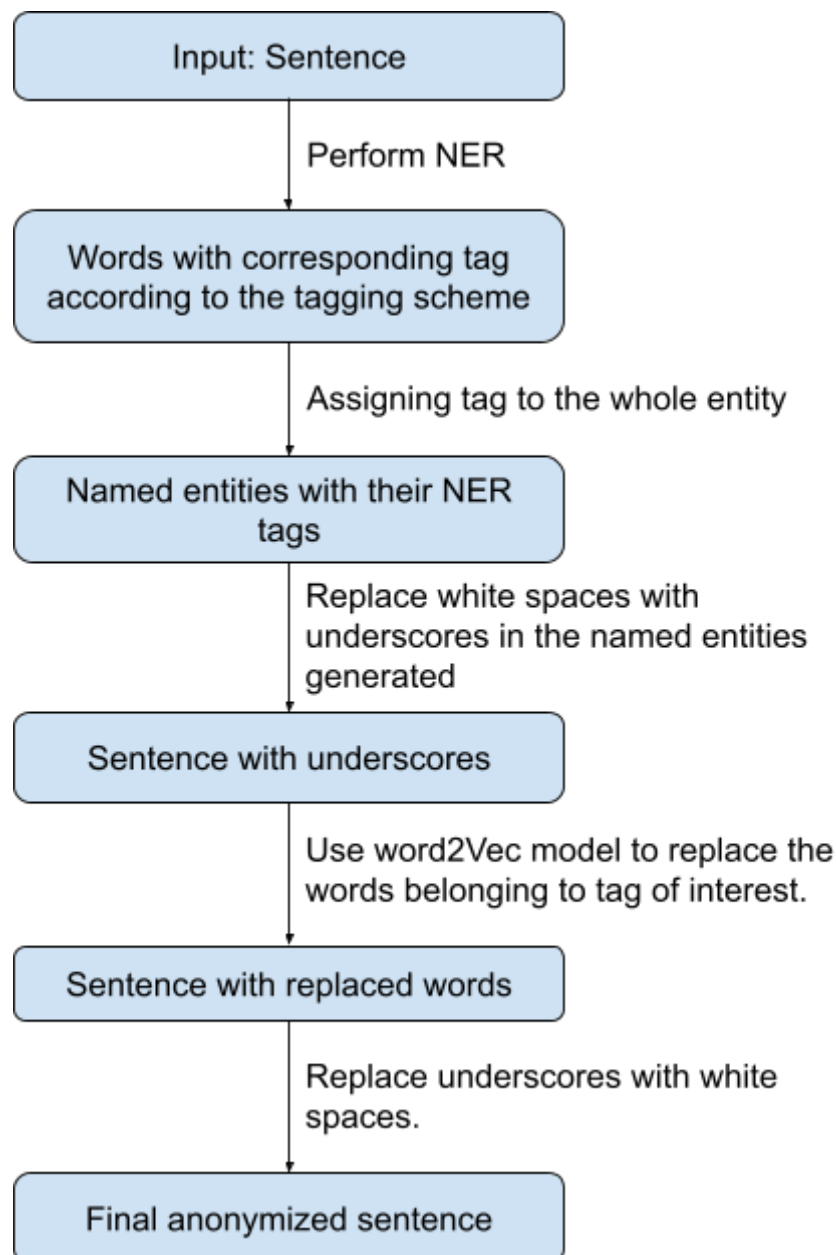 Input: Sentence
Perform NER
Words with corresponding tag
according to the tagging scheme
Assigning tag to the whole entity
Named entities with their NER
tags
Replace white spaces with
underscores in the named entities
generated
Sentence with underscores
Use word2Vec model to replace the
words belonging to tag of interest.
Sentence with replaced words
Replace underscores with white
spaces.
Final anonymized sentence